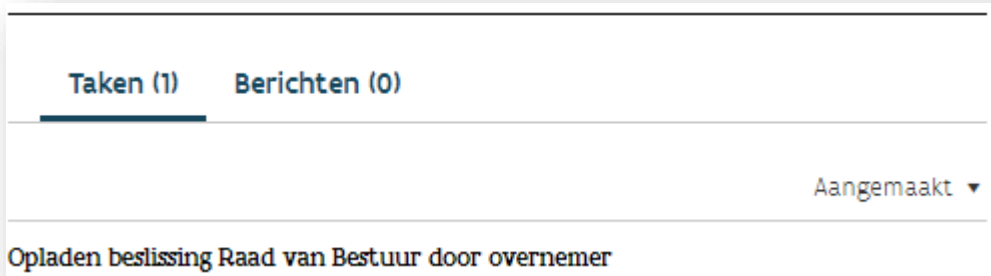 Taken (1) Berichten (0)
Aangemaakt ▼
Opladen beslissing Raad van Bestuur door overnemer